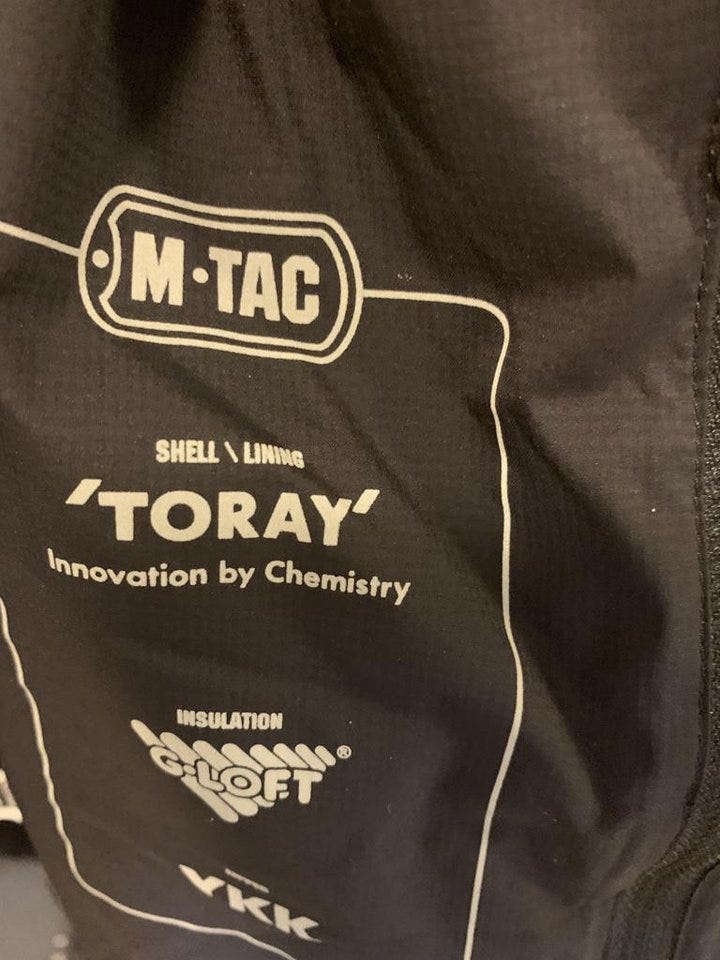 M·TAC
SHELL \ LINING
'TORAY'
Innovation by Chemistry
INSULATION
G-LOFT®
YKK